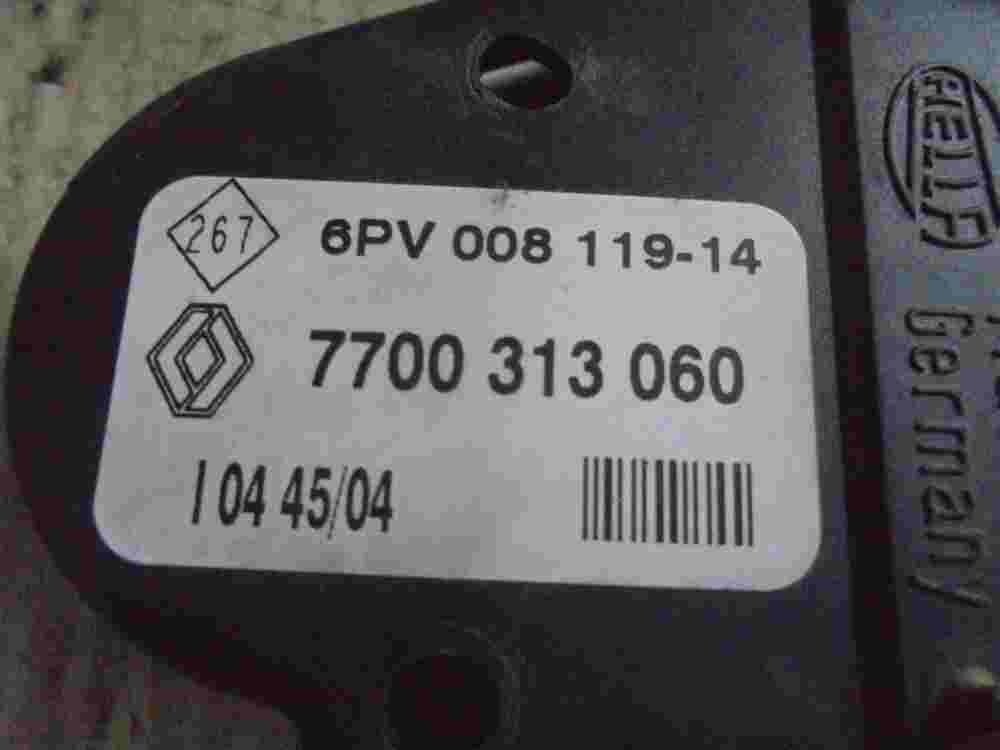 267
6PV 008 119-14
7700 313 060
I 04 45/04
HELLA
Germany